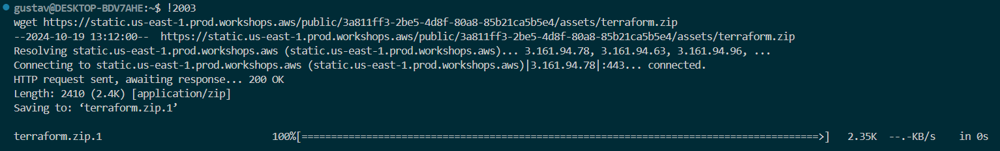 gustav@DESKTOP-BDV7AHE:~$ !2003
wget https://static.us-east-1.prod.workshops.aws/public/3a811ff3-2be5-4d8f-80a8-85b21ca5b5e4/assets/terraform.zip
--2024-10-19 13:12:00--  https://static.us-east-1.prod.workshops.aws/public/3a811ff3-2be5-4d8f-80a8-85b21ca5b5e4/assets/terraform.zip
Resolving static.us-east-1.prod.workshops.aws (static.us-east-1.prod.workshops.aws)... 3.161.94.78, 3.161.94.63, 3.161.94.96, ...
Connecting to static.us-east-1.prod.workshops.aws (static.us-east-1.prod.workshops.aws)|3.161.94.78|:443... connected.
HTTP request sent, awaiting response... 200 OK
Length: 2410 (2.4K) [application/zip]
Saving to: ‘terraform.zip.1’
terraform.zip.1 100%[========================================================================================>] 2.35K --.-KB/s in 0s